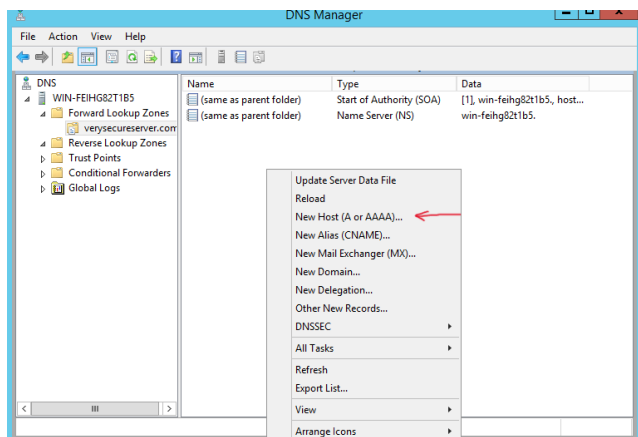 DNS Manager
File Action View Help
DNS
WIN-FEIHG82T1B5
Forward Lookup Zones
verysecureserver.com
Reverse Lookup Zones
Trust Points
Conditional Forwarders
Global Logs
Name Type Data
(same as parent folder) Start of Authority (SOA) [1], win-feihg82t1b5., host...
(same as parent folder) Name Server (NS) win-feihg82t1b5.
Update Server Data File
Reload
New Host (A or AAAA)...
New Alias (CNAME)...
New Mail Exchanger (MX)...
New Domain...
New Delegation...
Other New Records...
DNSSEC
All Tasks
Refresh
Export List...
View
Arrange Icons